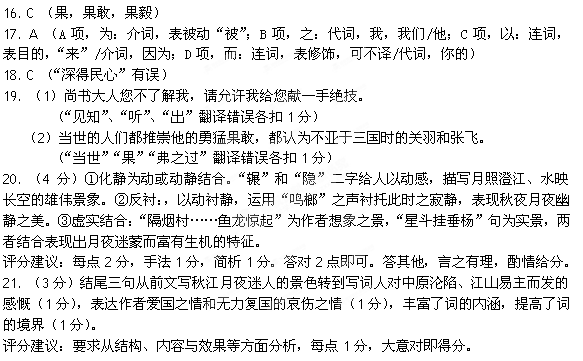 16.C (果,果敢,果毅)
17. A (A项,为:介词,表被动“被”;B项,之:代词,我,我们/他;C项,以:连词,
表目的,“来”/介词,因为;D项,而:连词,表修饰,可不译/代词,你的)
18.C (“深得民心”有误)
19. (1)尚书大人您不了解我,请允许我给您献一手绝技。
(“见知”、“听”、“出”翻译错误各扣1分)
(2)当世的人们都推崇他的勇猛果敢,都认为不亚于三国时的关羽和张飞。
(“当世”“果”“弗之过”翻译错误各扣1分)
20. (4分)①化静为动或动静结合。“辗”和“隐”二字给人以动感,描写月照澄江、水映
长空的雄伟景象。②反衬:,以动衬静,运用“鸣榔”之声衬托此时之寂静,表现秋夜月夜幽
静之美。③虚实结合:“隔烟村……鱼龙惊起”为作者想象之景,“星斗挂垂杨”句为实景,两
者结合表现出月夜迷蒙而富有生机的特征。
评分建议:每点2分,手法1分,简析1分。答对2点即可。答其他,言之有理,酌情给分。
21. (3分)结尾三句从前文写秋江月夜迷人的景色转到写词人对中原沦陷、江山易主而发的
感慨(1分),表达作者爱国之情和无力复国的哀伤之情(1分),丰富了词的内涵,提高了词
的境界(1分)。
评分建议:要求从结构、内容与效果等方面分析,每点1分,大意对即得分。